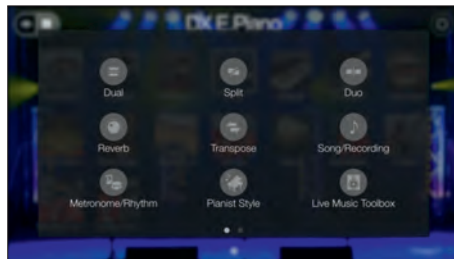 DX E.Piano
Dual Split Duo
Reverb Transpose Song/Recording
Metronome/Rhythm Pianist Style Live Music Toolbox